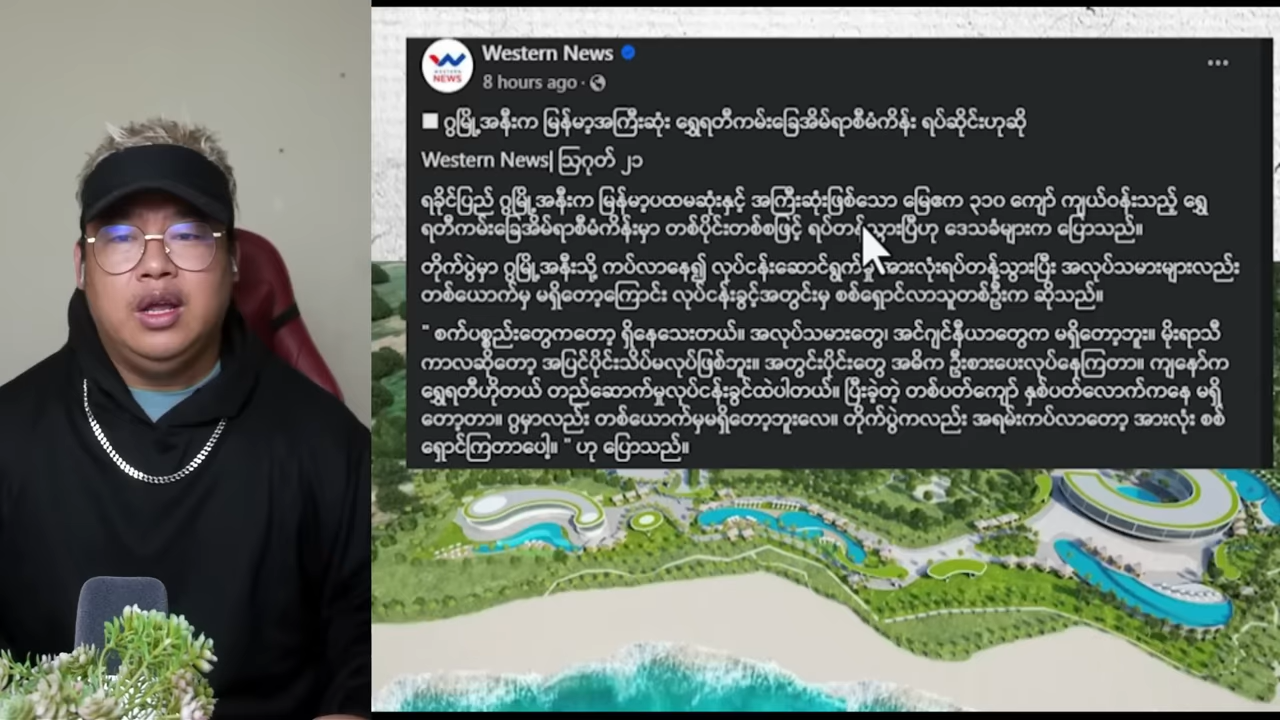 Western News
WESTERN
NEWS
8 hours ago ·
ဂွမြို့အနီးက မြန်မာ့အကြီးဆုံး ရွှေရတီကမ်းခြေအိမ်ရာစီမံကိန်း ရပ်ဆိုင်းဟုဆို
Western News| ဩဂုတ် ၂၁
ရခိုင်ပြည် ဂွမြို့အနီးက မြန်မာ့ပထမဆုံးနှင့် အကြီးဆုံးဖြစ်သော မြေဧက ၃၁၀ ကျော် ကျယ်ဝန်းသည့် ရွှေ
ရတီကမ်းခြေအိမ်ရာစီမံကိန်းမှာ တစ်ပိုင်းတစ်စဖြင့် ရပ်တန့်သွားပြီဟု ဒေသခံများက ပြောသည်။
တိုက်ပွဲမှာ ဂွမြို့အနီးသို့ ကပ်လာနေ၍ လုပ်ငန်းဆောင်ရွက်မှု အားလုံးရပ်တန့်သွားပြီး အလုပ်သမားများလည်း
တစ်ယောက်မှ မရှိတော့ကြောင်း လုပ်ငန်းခွင့်အတွင်းမှ စစ်ရှောင်လာသူတစ်ဦးက ဆိုသည်။
" စက်ပစ္စည်းတွေကတော့ ရှိနေသေးတယ်။ အလုပ်သမားတွေ၊ အင်ဂျင်နီယာတွေက မရှိတော့ဘူး။ မိုးရာသီ
ကာလဆိုတော့ အပြင်ပိုင်းသိပ်မလုပ်ဖြစ်ဘူး။ အတွင်းပိုင်းတွေ အဓိက ဦးစားပေးလုပ်နေကြတာ။ ကျနော်က
ရွှေရတီဟိုတယ် တည်ဆောက်မှုလုပ်ငန်းခွင်ထဲပါတယ်။ ပြီးခဲ့တဲ့ တစ်ပတ်ကျော် နှစ်ပတ်လောက်ကနေ မရှိ
တော့တာ။ ဂွမှာလည်း တစ်ယောက်မှမရှိတော့ဘူးလေ။ တိုက်ပွဲကလည်း အရမ်းကပ်လာတော့ အားလုံး စစ်
ရှောင်ကြတာပေါ့။ " ဟု ပြောသည်။